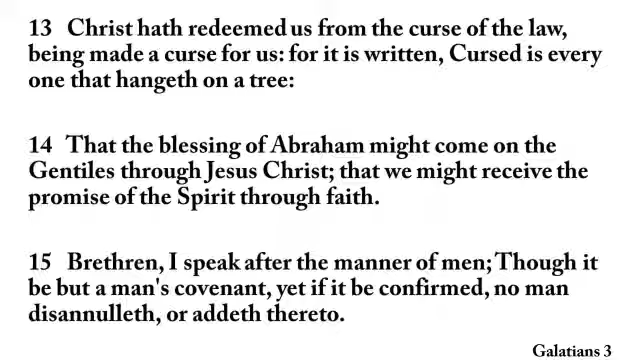 13 Christ hath redeemed us from the curse of the law,
being made a curse for us: for it is written, Cursed is every
one that hangeth on a tree:
14 That the blessing of Abraham might come on the
Gentiles through Jesus Christ; that we might receive the
promise of the Spirit through faith.
15 Brethren, I speak after the manner of men; Though it
be but a man's covenant, yet if it be confirmed, no man
disannulleth, or addeth thereto.
Galatians 3